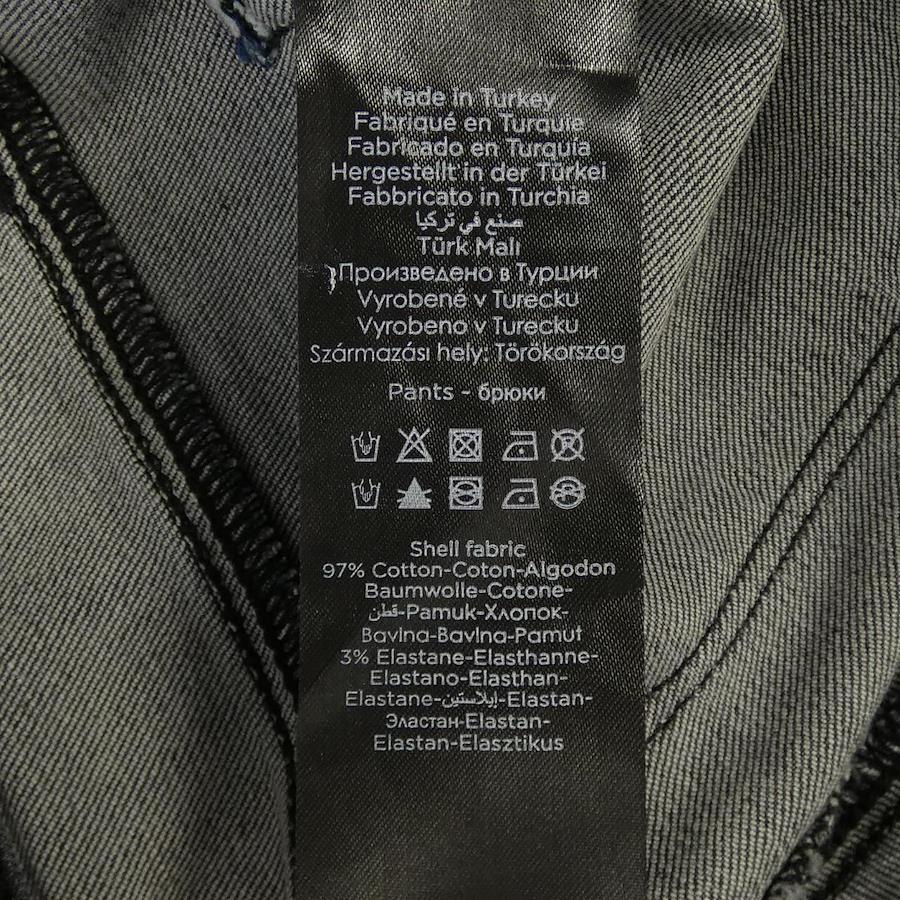 Made in Turkey
Fabriqué en Turquie
Fabricado en Turquia
Hergestellt in der Türkei
Fabbricato in Turchia
صنع في تركيا
Türk Malı
Произведено в Турции
Vyrobené v Turecku
Vyrobeno v Turecku
Származási hely: Törökország
Pants - брюки
Shell fabric
97% Cotton-Coton-Algodon
Baumwolle-Cotone-
قطن-Pamuk-Хлопок-
Bavlna-Bavlna-Pamut
3% Elastane-Elasthanne-
Elastano-Elasthan-
Elastane-إيلاستين-Elastan-
Эластан-Elastan-
Elastan-Elasztikus